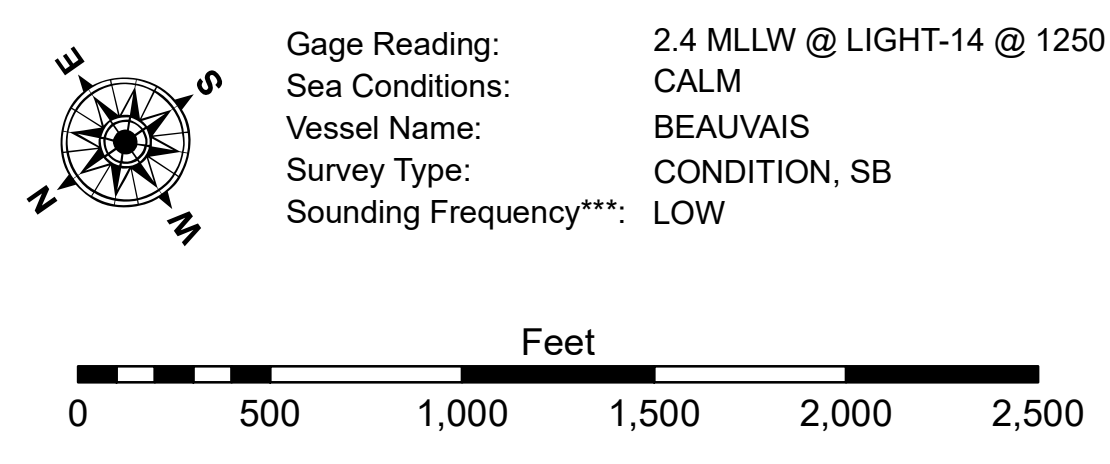 E
S
N
W
Gage Reading: 2.4 MLLW @ LIGHT-14 @ 1250
Sea Conditions: CALM
Vessel Name: BEAUVAIS
Survey Type: CONDITION, SB
Sounding Frequency***: LOW
Feet
0 500 1,000 1,500 2,000 2,500